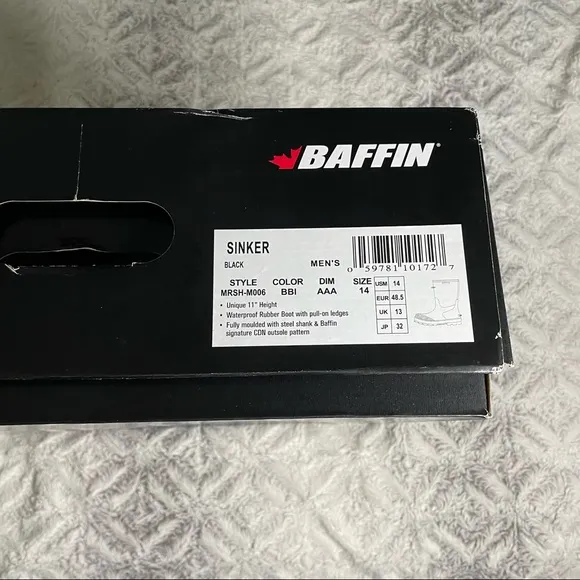 BAFFIN®
SINKER
BLACK
MEN'S
0 59781 10172 7
STYLE COLOR DIM SIZE
MRSH-M006 BBI AAA 14
• Unique 11" Height
• Waterproof Rubber Boot with pull-on ledges
• Fully moulded with steel shank & Baffin
signature CDN outsole pattern
USM 14
EUR 48.5
UK 13
JP 32